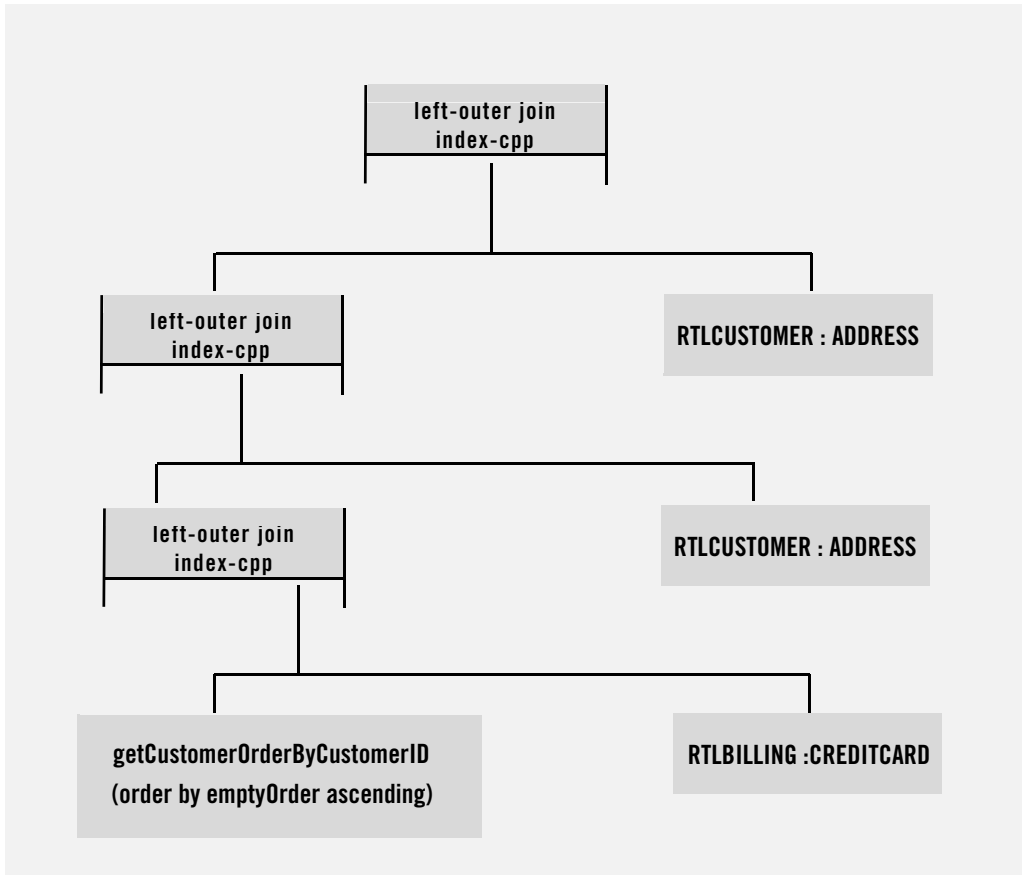 left-outer join
index-cpp
left-outer join
index-cpp
RTLCUSTOMER : ADDRESS
left-outer join
index-cpp
RTLCUSTOMER : ADDRESS
getCustomerOrderByCustomerID
(order by emptyOrder ascending)
RTLBILLING :CREDITCARD